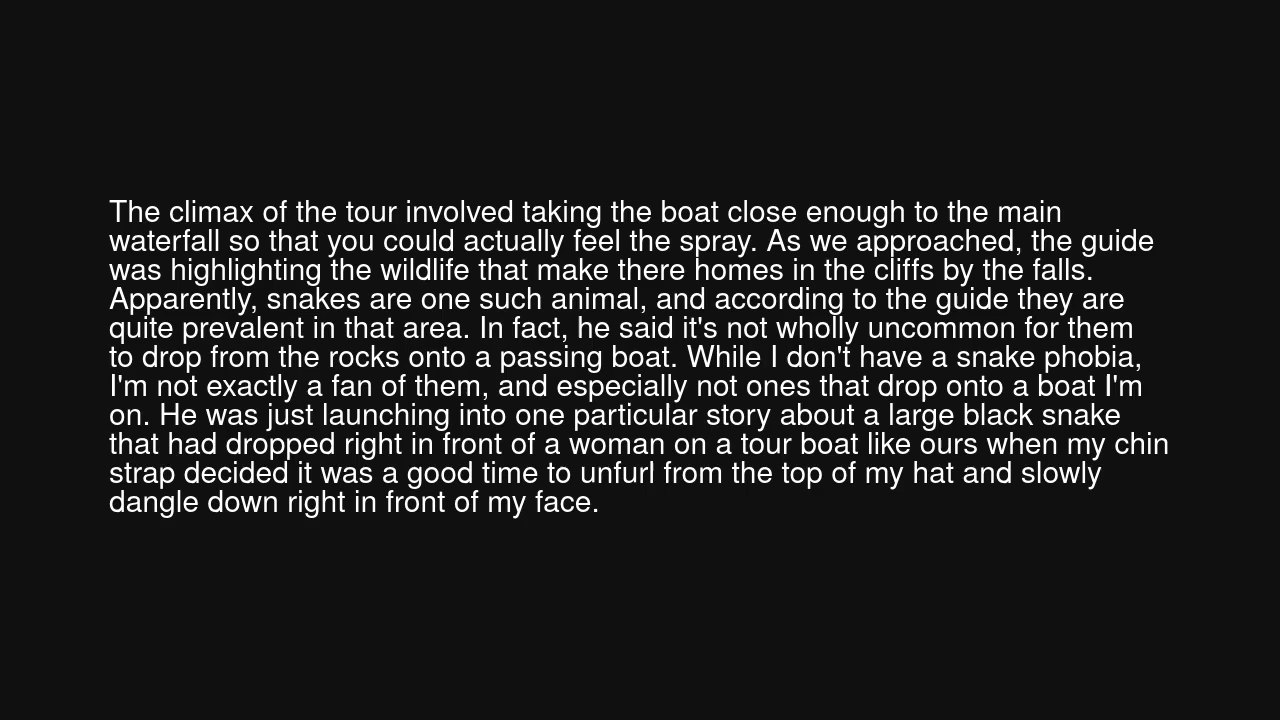 The climax of the tour involved taking the boat close enough to the main
waterfall so that you could actually feel the spray. As we approached, the guide
was highlighting the wildlife that make there homes in the cliffs by the falls.
Apparently, snakes are one such animal, and according to the guide they are
quite prevalent in that area. In fact, he said it's not wholly uncommon for them
to drop from the rocks onto a passing boat. While I don't have a snake phobia,
I'm not exactly a fan of them, and especially not ones that drop onto a boat I'm
on. He was just launching into one particular story about a large black snake
that had dropped right in front of a woman on a tour boat like ours when my chin
strap decided it was a good time to unfurl from the top of my hat and slowly
dangle down right in front of my face.